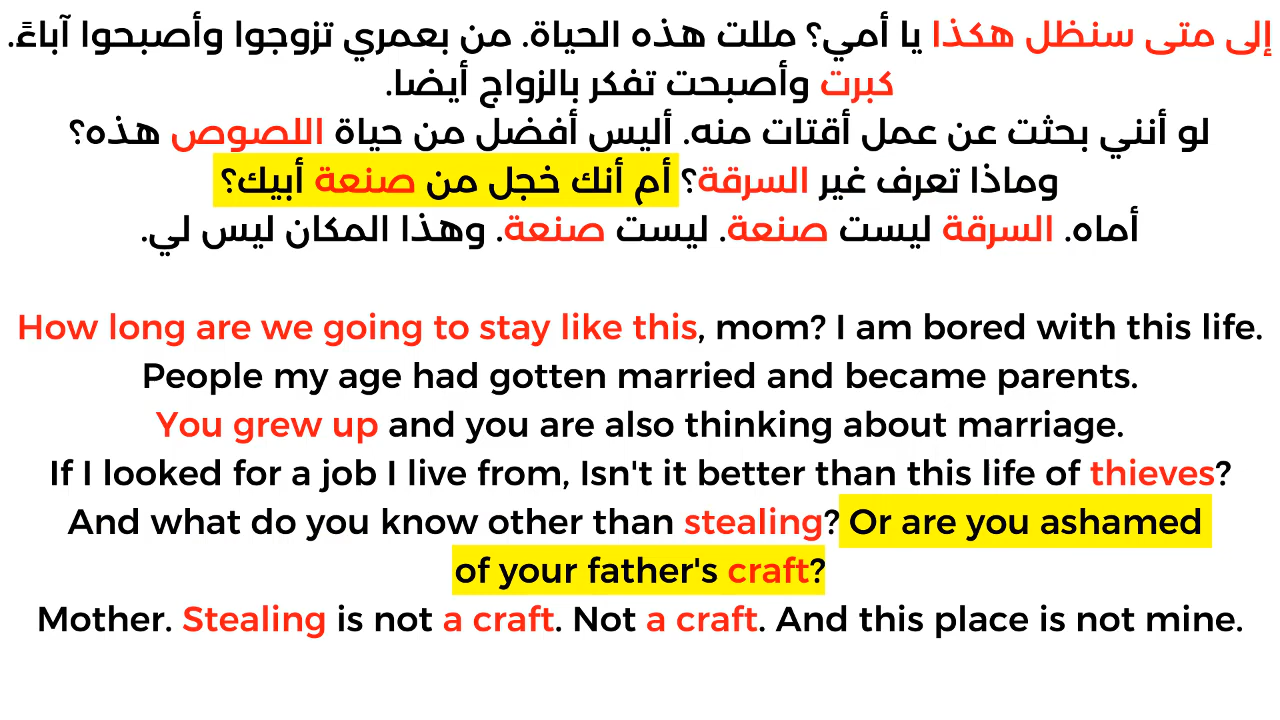 إلى متى سنظل هكذا يا أمي؟ مللت هذه الحياة. من بعمري تزوجوا وأصبحوا آباءً.
كبرت وأصبحت تفكر بالزواج أيضا.
لو أنني بحثت عن عمل أقتات منه. أليس أفضل من حياة اللصوص هذه؟
وماذا تعرف غير السرقة؟ أم أنك خجل من صنعة أبيك؟
أماه. السرقة ليست صنعة. ليست صنعة. وهذا المكان ليس لي.
How long are we going to stay like this, mom? I am bored with this life.
People my age had gotten married and became parents.
You grew up and you are also thinking about marriage.
If I looked for a job I live from, Isn't it better than this life of thieves?
And what do you know other than stealing? Or are you ashamed
of your father's craft?
Mother. Stealing is not a craft. Not a craft. And this place is not mine.